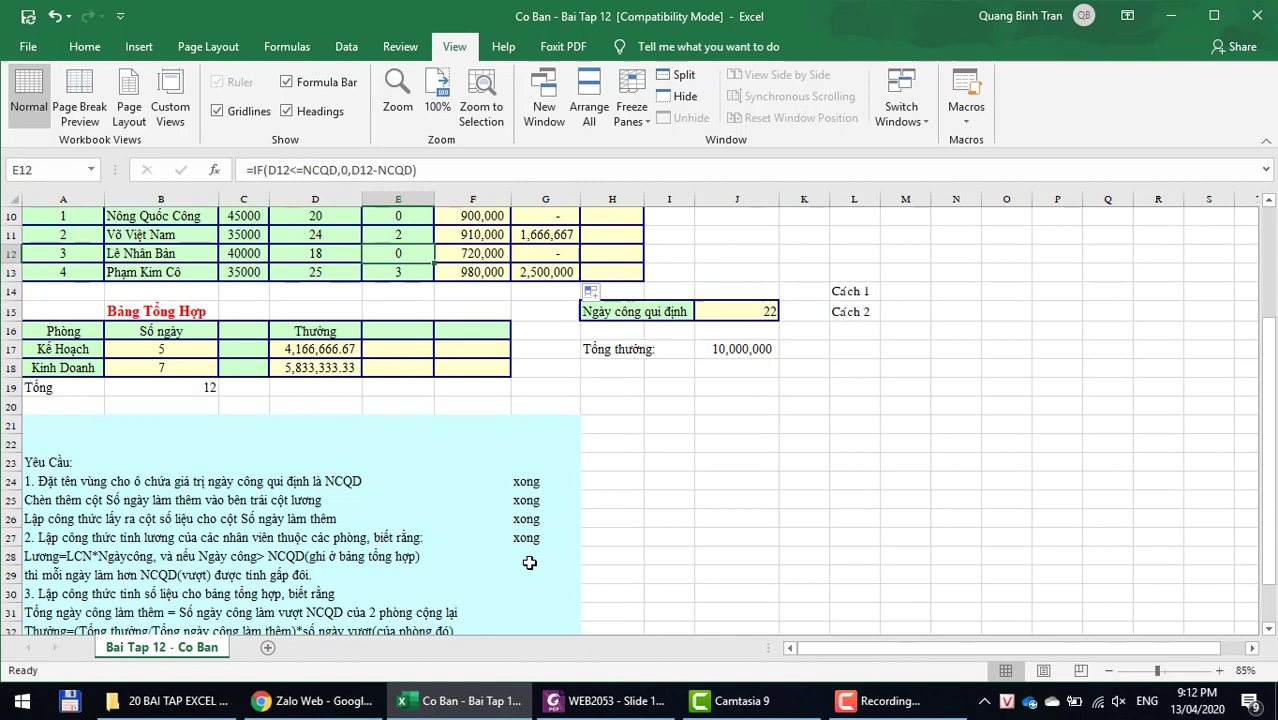 Co Ban - Bai Tap 12 [Compatibility Mode] - Excel
Quang Binh Tran QB
File Home Insert Page Layout Formulas Data Review View Help Foxit PDF Tell me what you want to do Share
Normal
Page Break Preview
Page Layout
Custom Views
Workbook Views
Ruler Formula Bar
Gridlines Headings
Show
Zoom
100%
Zoom to Selection
Zoom
New Window
Arrange All
Freeze Panes
Split
Hide
Unhide
View Side by Side
Synchronous Scrolling
Reset Window Position
Window
Switch Windows
Macros
Macros
E12 fx =IF(D12<=NCQD,0,D12-NCQD)
A B C D E F G H I J K L M N O P Q R S
10 1 Nông Quốc Công 45000 20 0 900,000 -
11 2 Võ Việt Nam 35000 24 2 910,000 1,666,667
12 3 Lê Nhân Bản 40000 18 0 720,000 -
13 4 Phạm Kim Cô 35000 25 3 980,000 2,500,000
14 Cách 1
15 Bảng Tổng Hợp Ngày công qui định 22 Cách 2
16 Phòng Số ngày Thưởng
17 Kế Hoạch 5 4,166,666.67 Tổng thưởng: 10,000,000
18 Kinh Doanh 7 5,833,333.33
19 Tổng 12
20
21
22
23 Yêu Cầu:
24 1. Đặt tên vùng cho ô chứa giá trị ngày công qui định là NCQD xong
25 Chèn thêm cột Số ngày làm thêm vào bên trái cột lương xong
26 Lập công thức lấy ra cột số liệu cho cột Số ngày làm thêm xong
27 2. Lập công thức tính lương của các nhân viên thuộc các phòng, biết rằng: xong
28 Lương=LCN*Ngàycông, và nếu Ngày công> NCQD(ghi ở bảng tổng hợp)
29 thì mỗi ngày làm hơn NCQD(vượt) được tính gấp đôi.
30 3. Lập công thức tính số liệu cho bảng tổng hợp, biết rằng
31 Tổng ngày công làm thêm = Số ngày công làm vượt NCQD của 2 phòng cộng lại
32 Thưởng=(Tổng thưởng/Tổng ngày công làm thêm)*số ngày vượt(của phòng đó)
Bai Tap 12 - Co Ban
Ready 85%
20 BAI TAP EXCEL ... Zalo Web - Googl... Co Ban - Bai Tap 1... WEB2053 - Slide 1... Camtasia 9 Recording... ENG 9:12 PM
13/04/2020 9